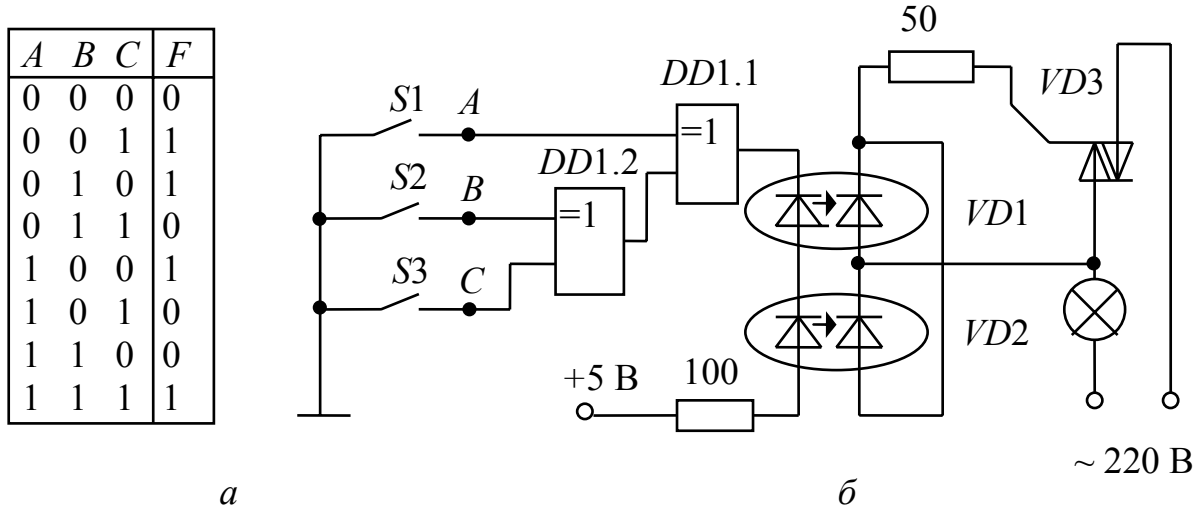 A B C F
0 0 0 0
0 0 1 1
0 1 0 1
0 1 1 0
1 0 0 1
1 0 1 0
1 1 0 0
1 1 1 1
а
50
DD1.1
VD3
S1 A
=1
DD1.2
S2 B
=1
VD1
S3 C
VD2
+5 В
100
~ 220 В
б